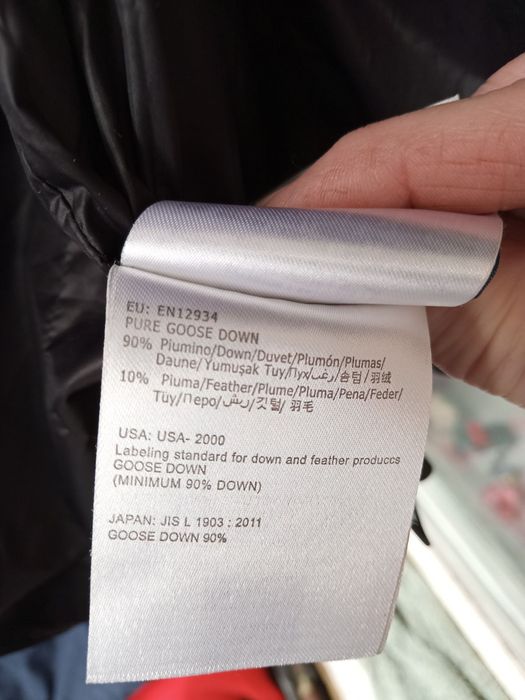 EU: EN12934
PURE GOOSE DOWN
90% Piumino/Down/Duvet/Plumón/Plumas/
Daune/Yumuşak Tuy/Пух/زغب/솜털/羽绒
10% Piuma/Feather/Plume/Pluma/Pena/Feder/
Tüy/Перо/ريش/깃털/羽毛
USA: USA- 2000
Labeling standard for down and feather produccs
GOOSE DOWN
(MINIMUM 90% DOWN)
JAPAN: JIS L 1903 : 2011
GOOSE DOWN 90%